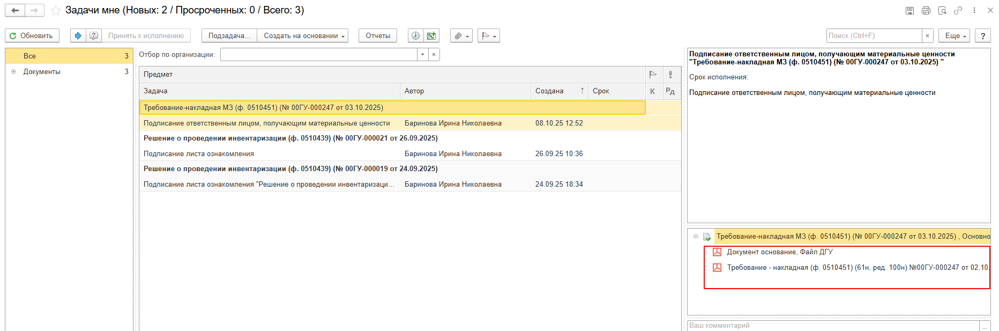 Задачи мне (Новых: 2 / Просроченных: 0 / Всего: 3)
Обновить
Принять к исполнению
Подзадача...
Создать на основании
Отчеты
Поиск (Ctrl+F)
×
Еще
?
Все 3
Документы 3
Отбор по организации:
×
Предмет
Задача Автор Создана ↑ Срок К Рд
Требование-накладная МЗ (ф. 0510451) (№ 00ГУ-000247 от 03.10.2025)
Подписание ответственным лицом, получающим материальные ценности Баринова Ирина Николаевна 08.10.25 12:52
Решение о проведении инвентаризации (ф. 0510439) (№ 00ГУ-000021 от 26.09.2025)
Подписание листа ознакомления Баринова Ирина Николаевна 26.09.25 10:36
Решение о проведении инвентаризации (ф. 0510439) (№ 00ГУ-000019 от 24.09.2025)
Подписание листа ознакомления "Решение о проведении инвентаризаци... Баринова Ирина Николаевна 24.09.25 18:34
Подписание ответственным лицом, получающим материальные ценности
"Требование-накладная МЗ (ф. 0510451) (№ 00ГУ-000247 от 03.10.2025) "
Срок исполнения:
Подписание ответственным лицом, получающим материальные ценности
Требование-накладная МЗ (ф. 0510451) (№ 00ГУ-000247 от 03.10.2025) , Основно
Документ основание, Файл ДГУ
Требование - накладная (ф. 0510451) (61н, ред. 100н) №00ГУ-000247 от 02.10.
Ваш комментарий
...